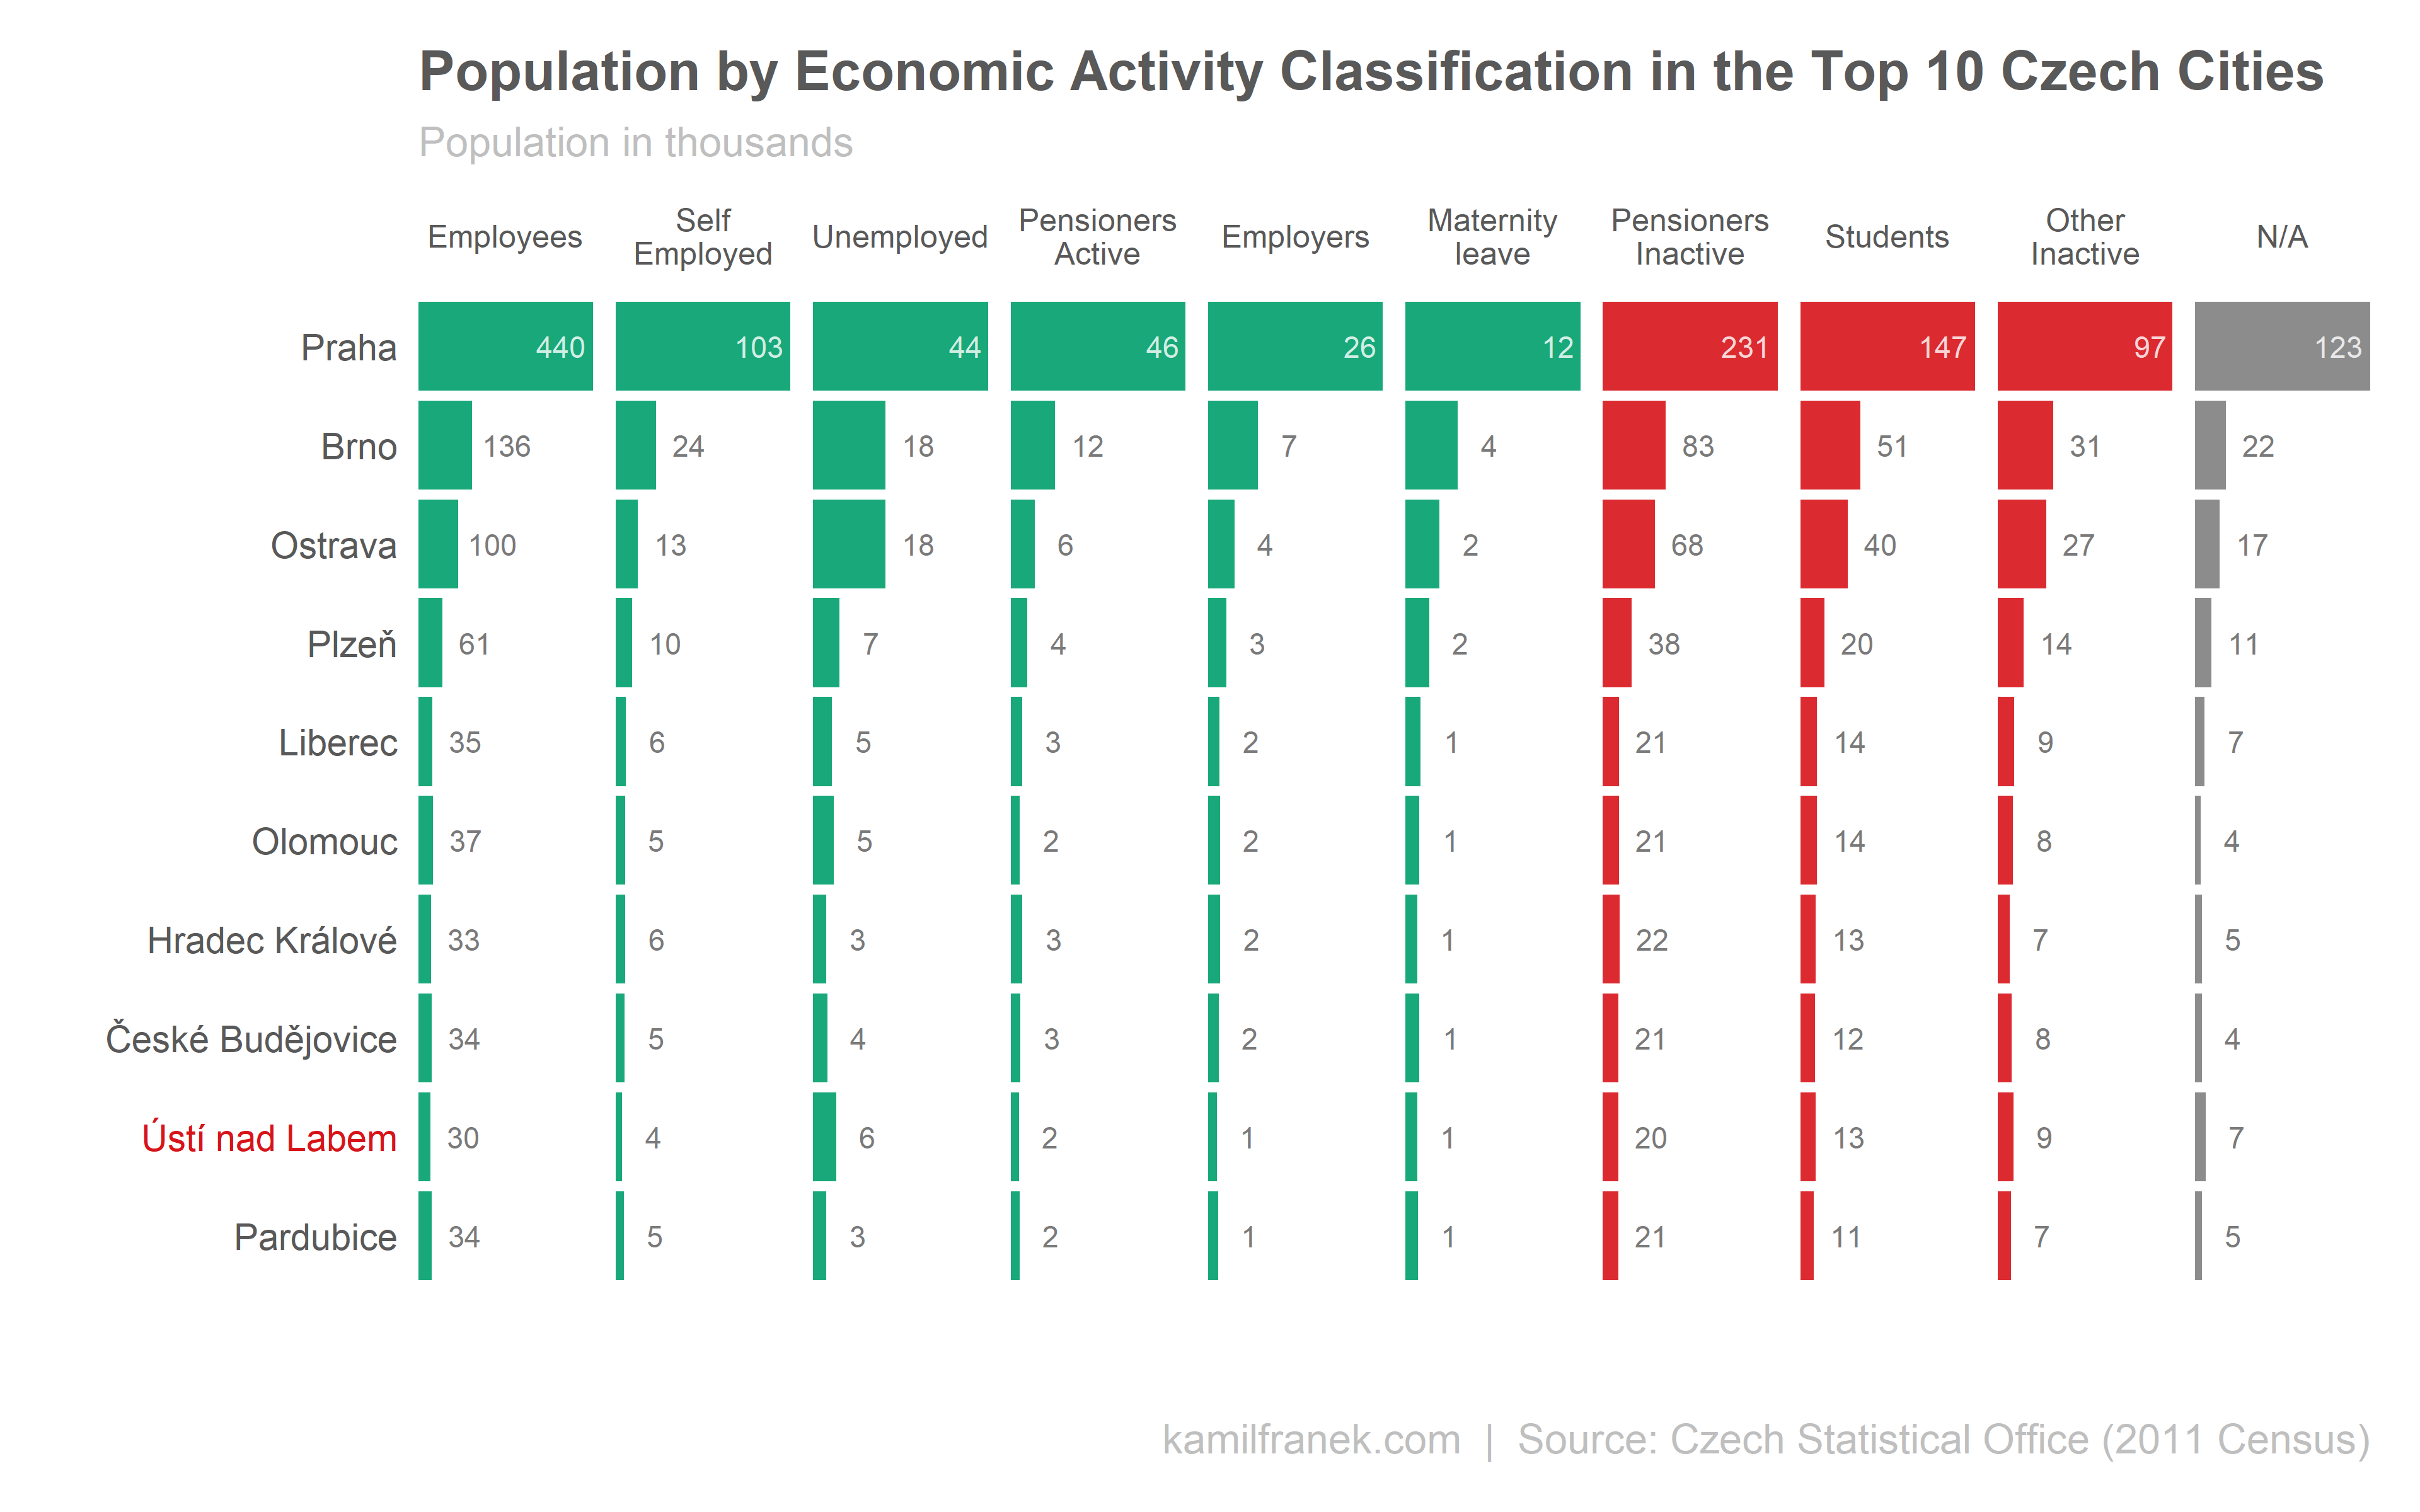 Population by Economic Activity Classification in the Top 10 Czech Cities
Population in thousands
Employees Self Employed Unemployed Pensioners Active Employers Maternity leave Pensioners Inactive Students Other Inactive N/A
Praha 440 103 44 46 26 12 231 147 97 123
Brno 136 24 18 12 7 4 83 51 31 22
Ostrava 100 13 18 6 4 2 68 40 27 17
Plzeň 61 10 7 4 3 2 38 20 14 11
Liberec 35 6 5 3 2 1 21 14 9 7
Olomouc 37 5 5 2 2 1 21 14 8 4
Hradec Králové 33 6 3 3 2 1 22 13 7 5
České Budějovice 34 5 4 3 2 1 21 12 8 4
Ústí nad Labem 30 4 6 2 1 1 20 13 9 7
Pardubice 34 5 3 2 1 1 21 11 7 5
kamilfranek.com | Source: Czech Statistical Office (2011 Census)